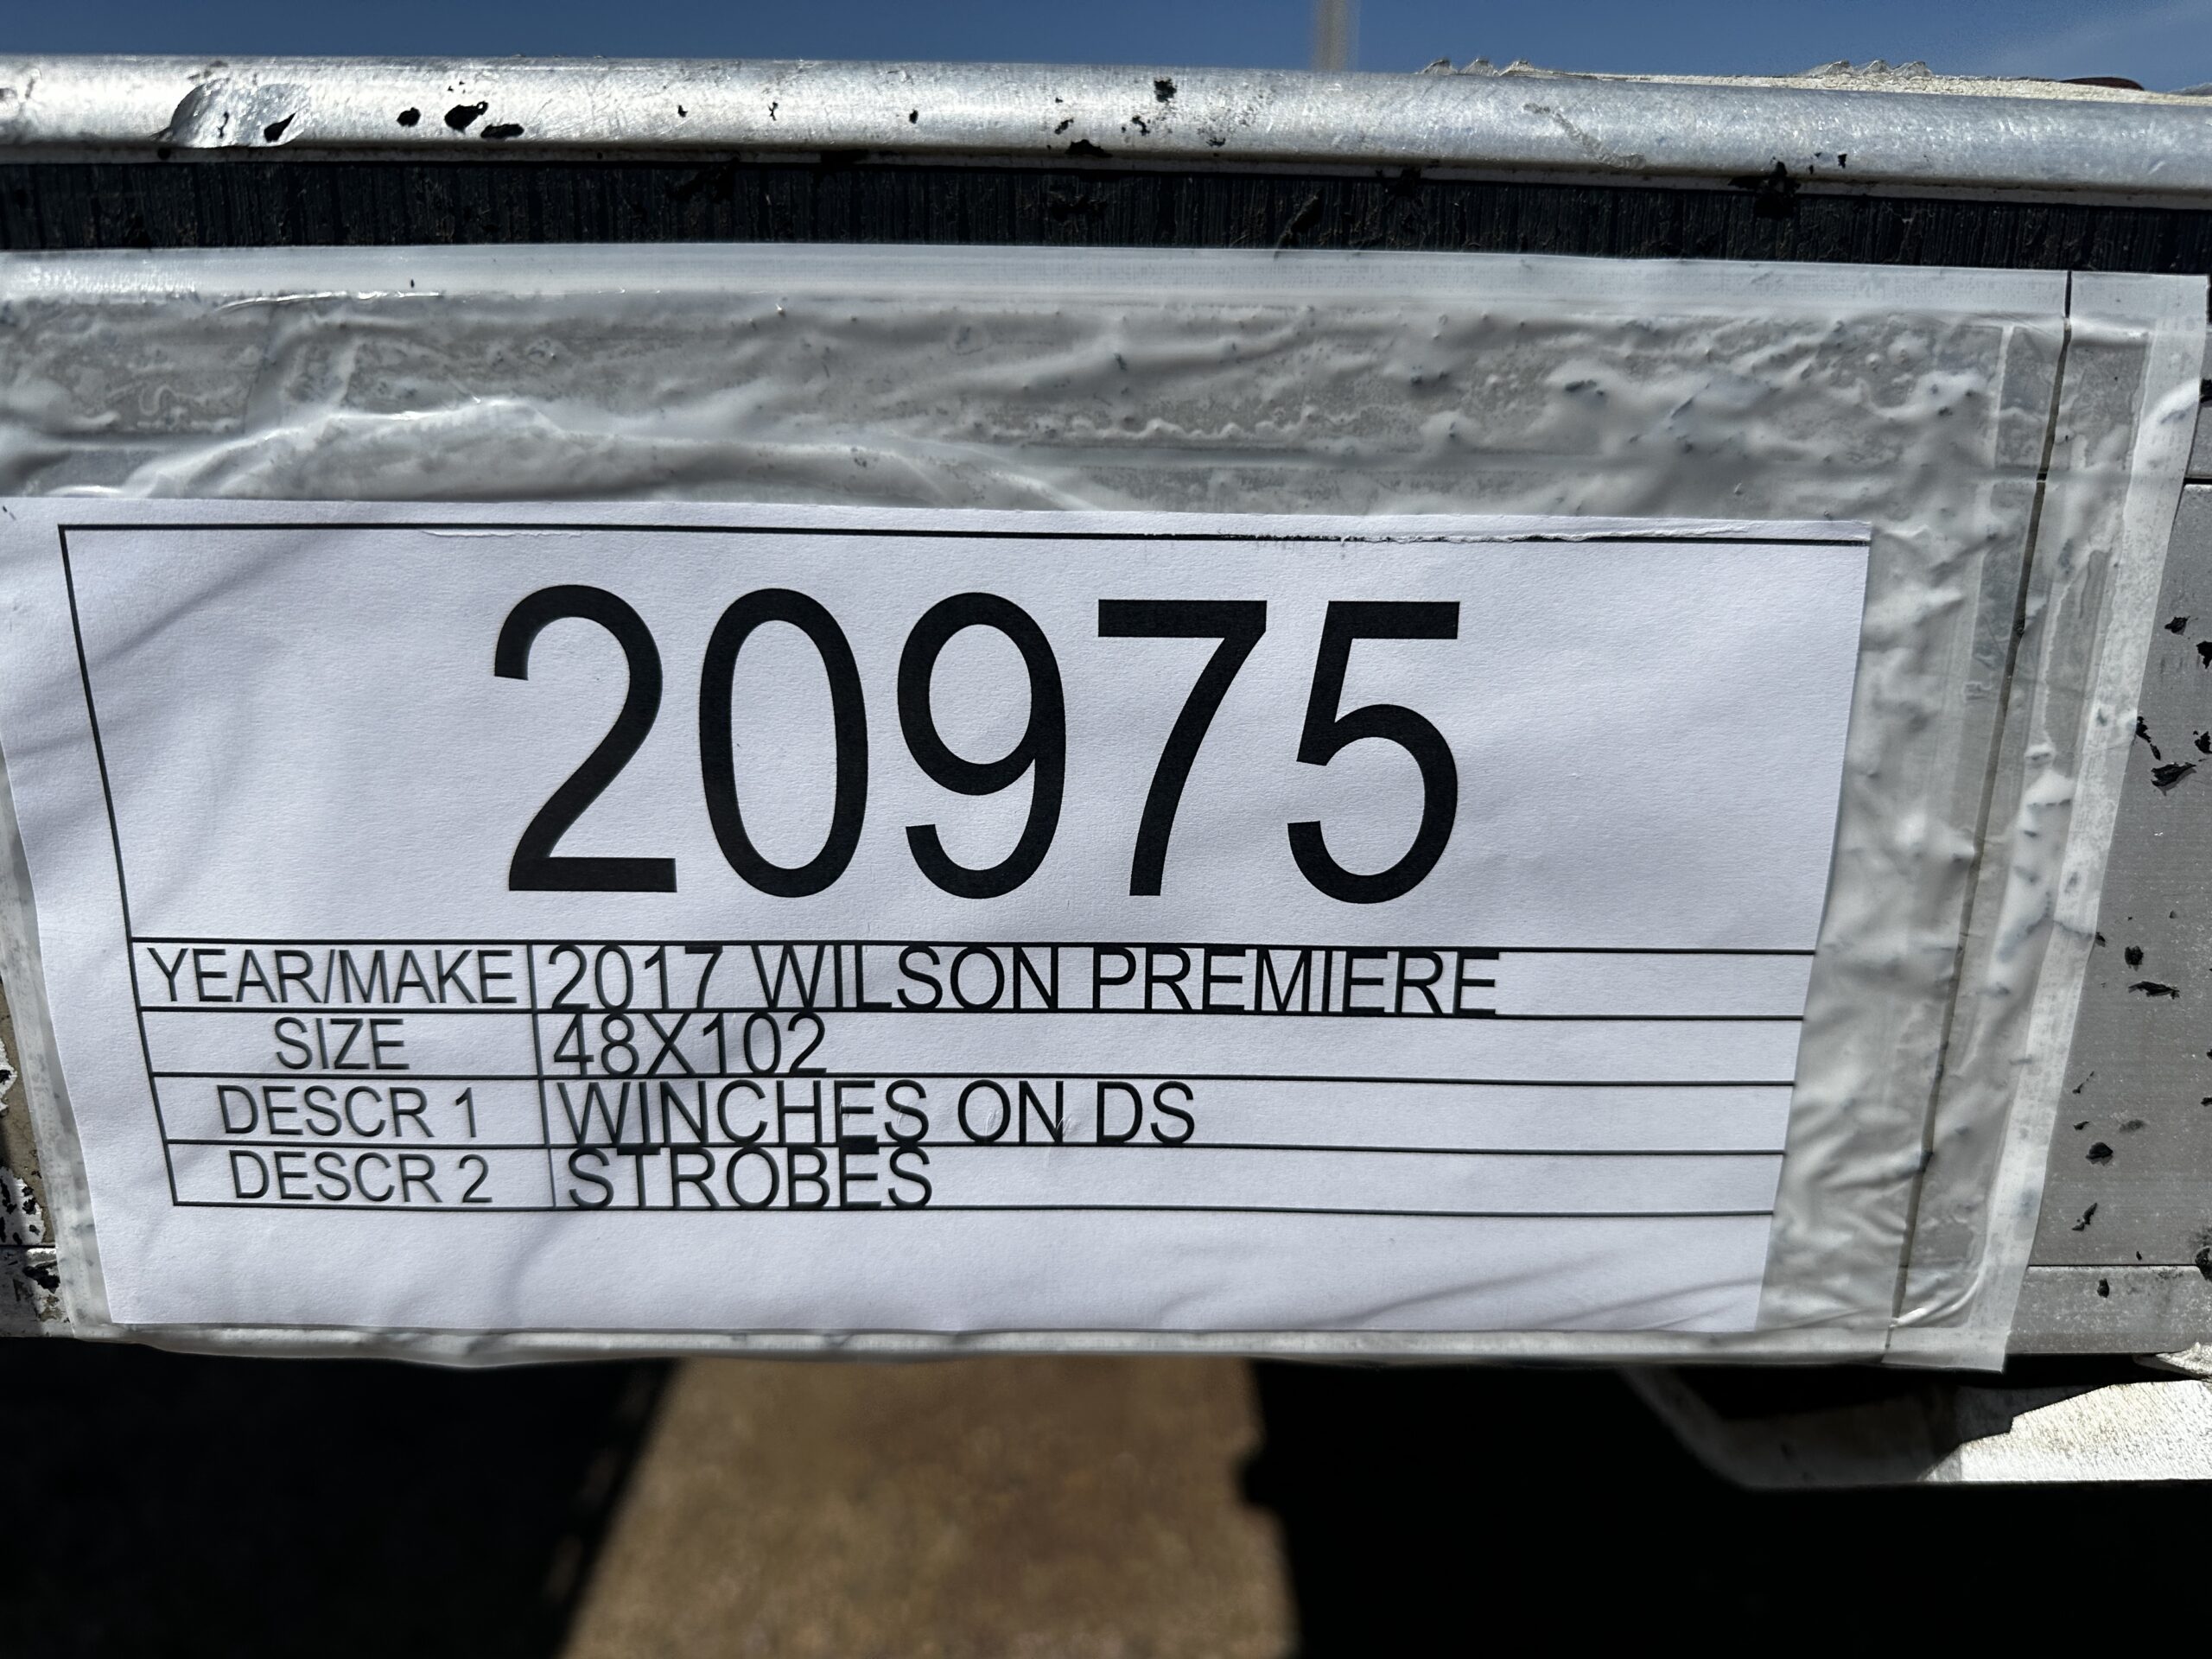 20975
YEAR/MAKE 2017 WILSON PREMIERE
SIZE 48X102
DESCR 1 WINCHES ON DS
DESCR 2 STROBES